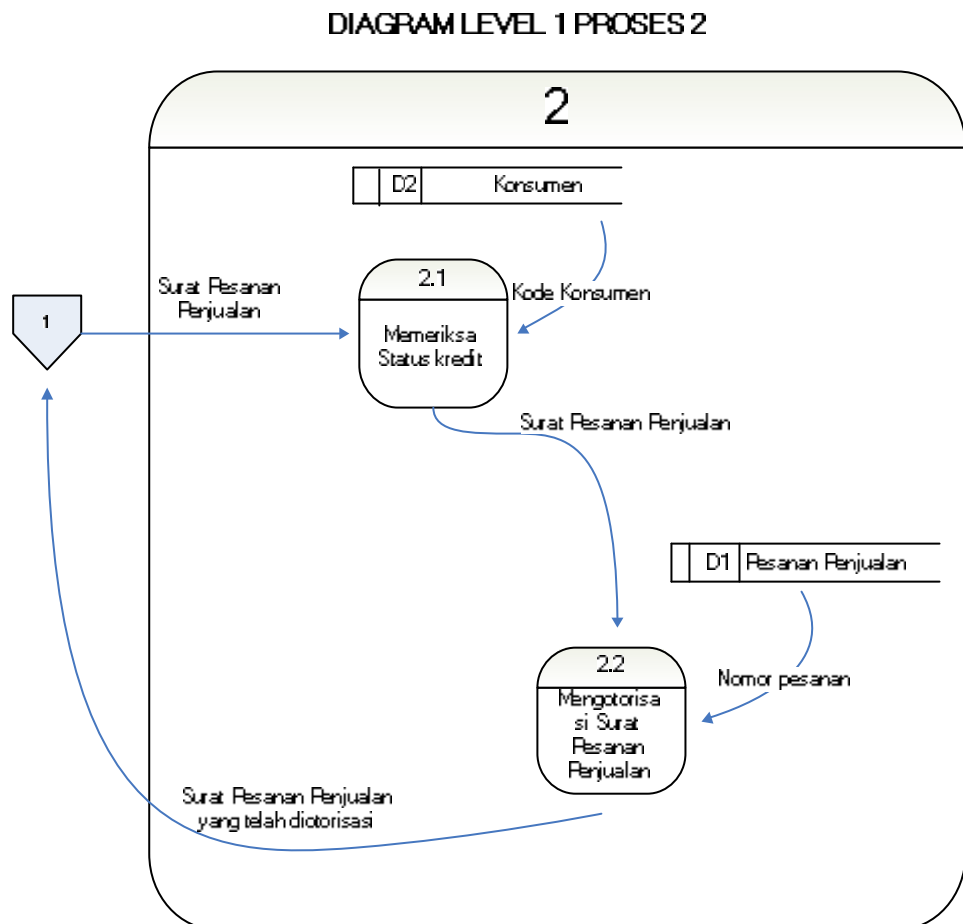 DIAGRAM LEVEL 1 PROSES 2
2
D2 Konsumen
2.1
Memeriksa
Status kredit
Surat Pesanan
Penjualan
Kode Konsumen
1
Surat Pesanan Penjualan
D1 Pesanan Penjualan
2.2
Mengotorisa
si Surat
Pesanan
Penjualan
Nomor pesanan
Surat Pesanan Penjualan
yang telah diotorisasi